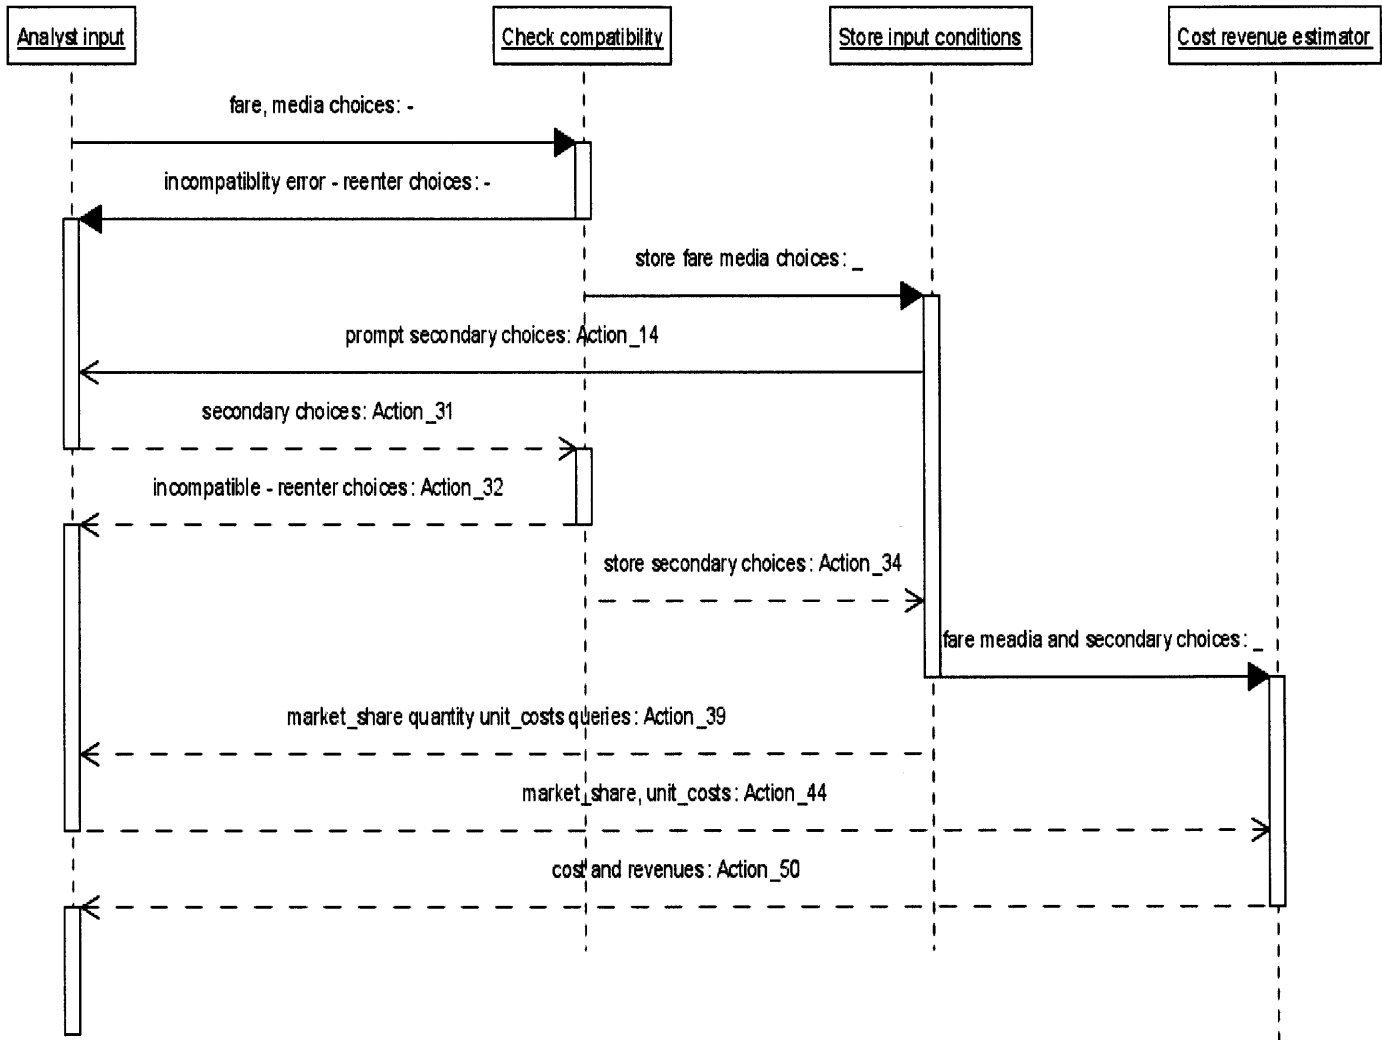 Analyst input
Check compatibility
Store input conditions
Cost revenue estimator
fare, media choices: -
incompatiblity error - reenter choices: -
store fare media choices: _
prompt secondary choices: Action_14
secondary choices: Action_31
incompatible - reenter choices: Action_32
store secondary choices: Action_34
fare meadia and secondary choices: _
market_share quantity unit_costs queries: Action_39
market_share, unit_costs: Action_44
cost and revenues: Action_50